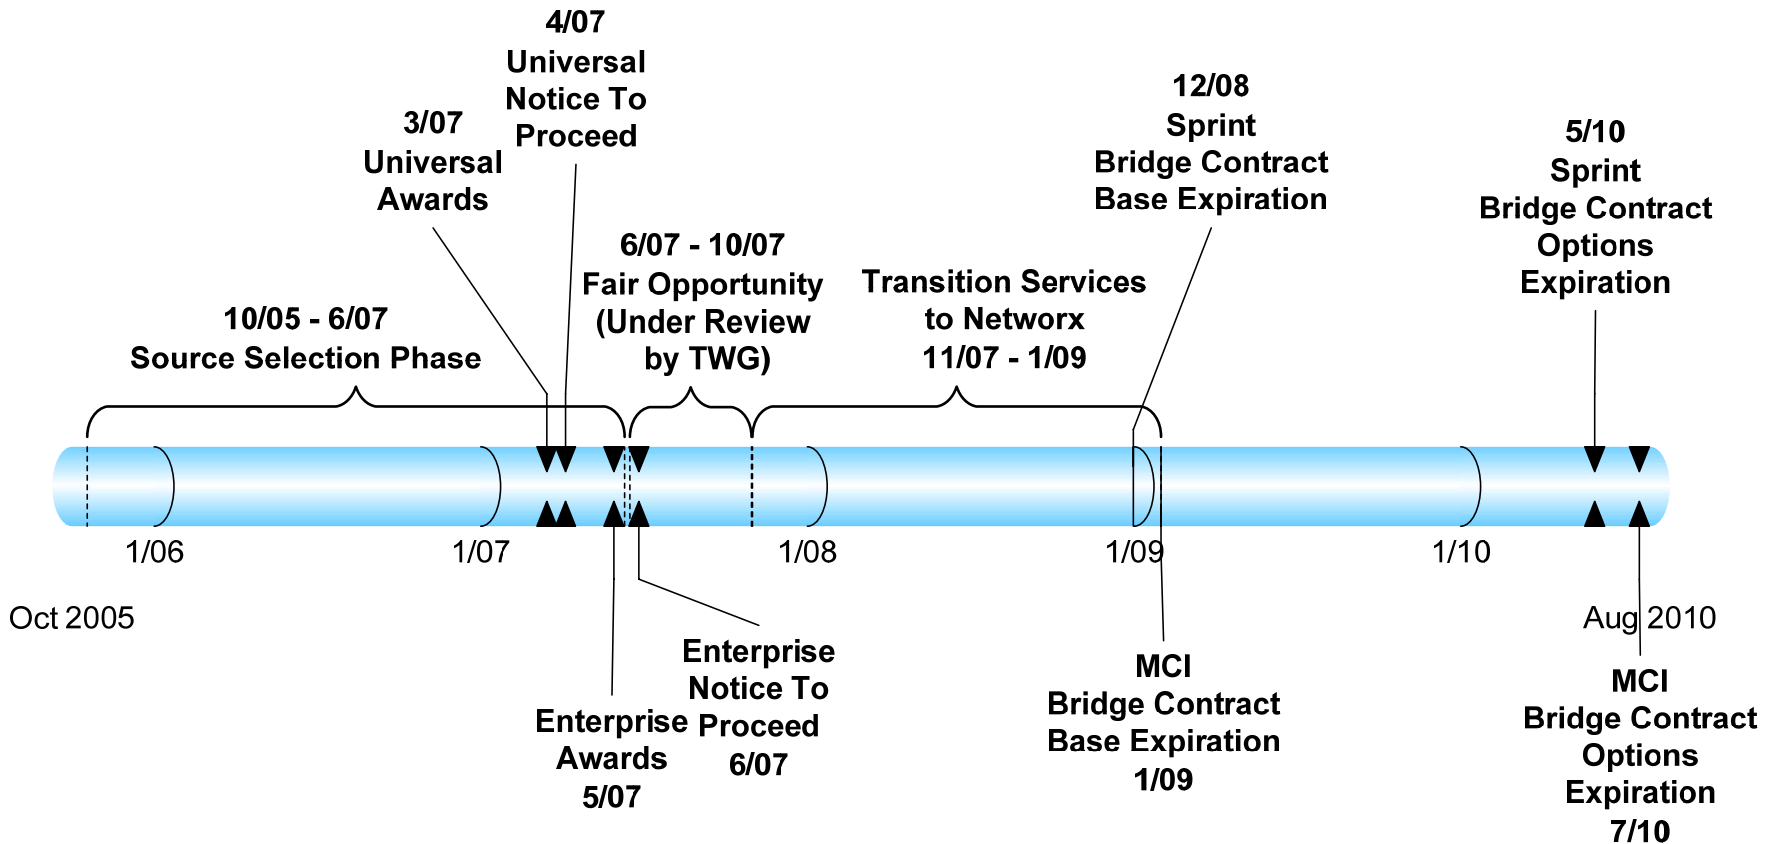 4/07
Universal
Notice To
Proceed
3/07
Universal
Awards
12/08
Sprint
Bridge Contract
Base Expiration
5/10
Sprint
Bridge Contract
Options
Expiration
10/05 - 6/07
Source Selection Phase
6/07 - 10/07
Fair Opportunity
(Under Review
by TWG)
Transition Services
to Networx
11/07 - 1/09
1/06
1/07
1/08
1/09
1/10
Oct 2005
Aug 2010
Enterprise
Awards
5/07
Enterprise
Notice To
Proceed
6/07
MCI
Bridge Contract
Base Expiration
1/09
MCI
Bridge Contract
Options
Expiration
7/10